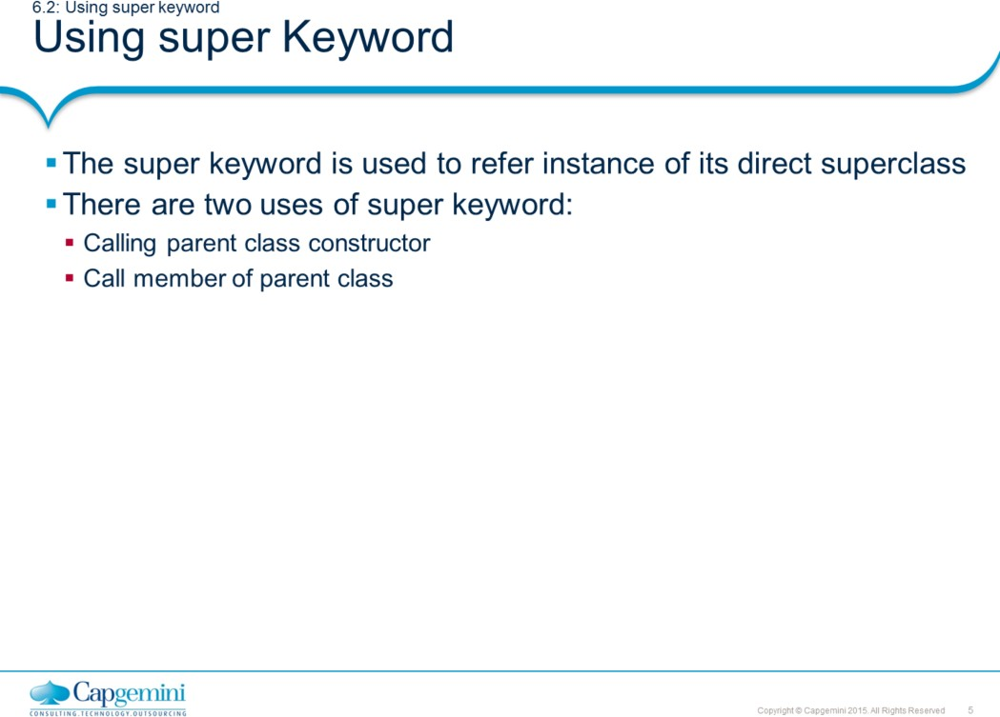 6.2: Using super keyword
Using super Keyword
The super keyword is used to refer instance of its direct superclass
There are two uses of super keyword:
Calling parent class constructor
Call member of parent class
Capgemini
CONSULTING.TECHNOLOGY.OUTSOURCING
Copyright © Capgemini 2015. All Rights Reserved 5